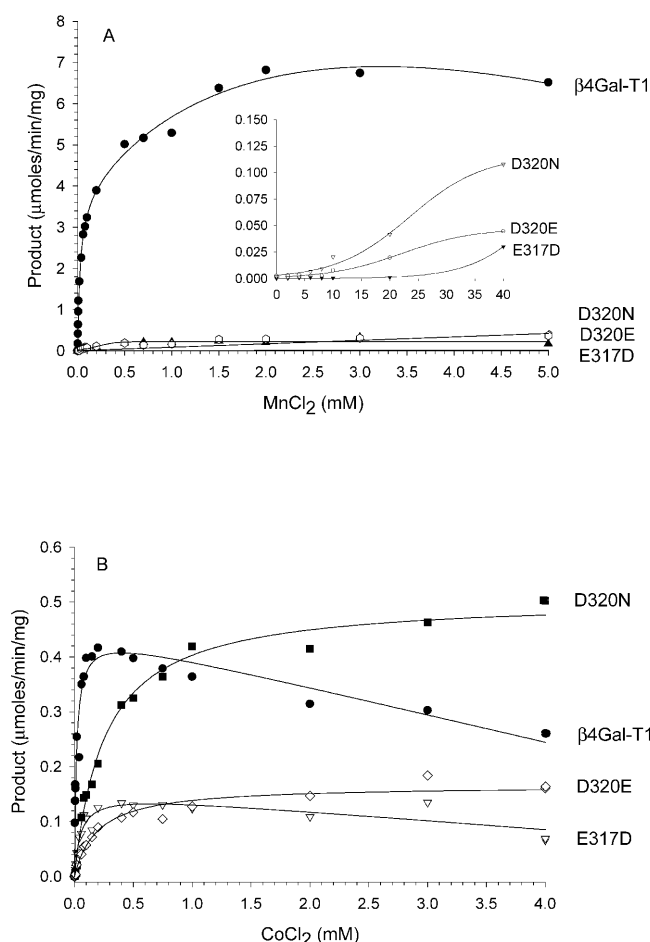 A
8
7
6
5
4
3
2
1
0
Product (μmoles/min/mg)
0.0 0.5 1.0 1.5 2.0 2.5 3.0 3.5 4.0 4.5 5.0
MnCl2 (mM)
β4Gal-T1
D320N
D320E
E317D
0.150
0.125
0.100
0.075
0.050
0.025
0.000
0 5 10 15 20 25 30 35 40
D320N
D320E
E317D
B
0.6
0.5
0.4
0.3
0.2
0.1
0.0
Product (μmoles/min/mg)
0.0 0.5 1.0 1.5 2.0 2.5 3.0 3.5 4.0
CoCl2 (mM)
D320N
β4Gal-T1
D320E
E317D